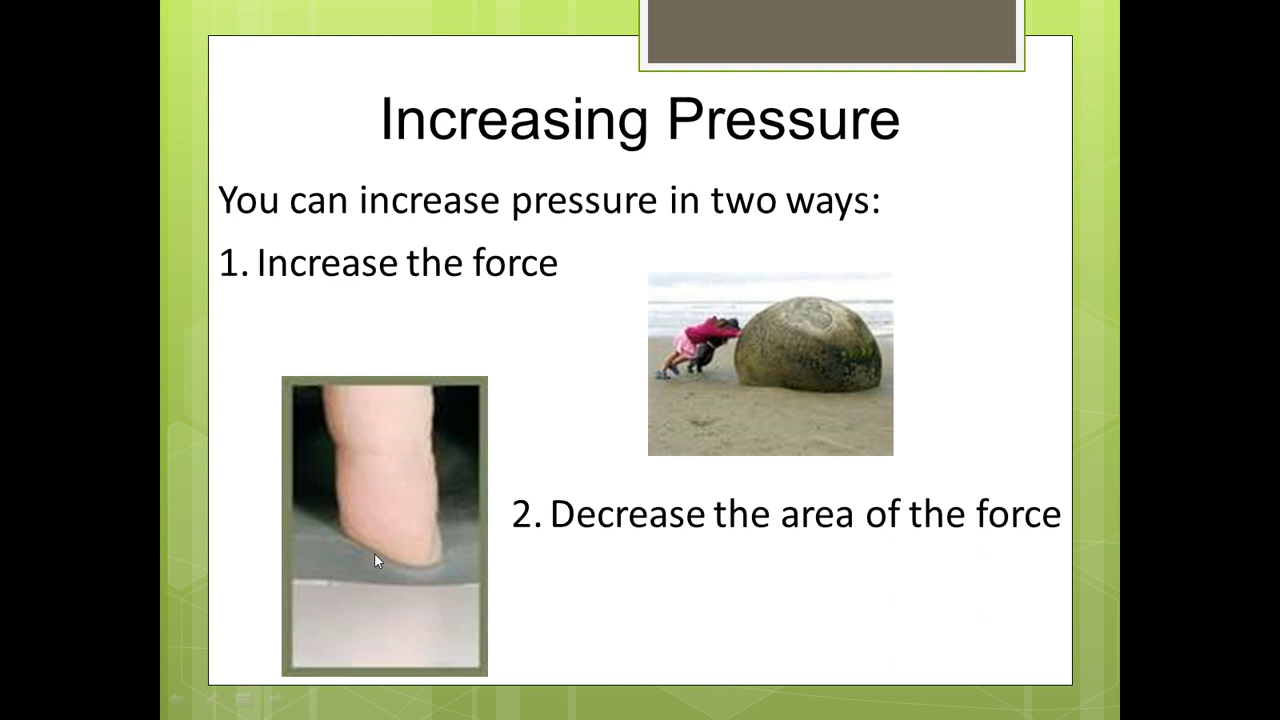 Increasing Pressure
You can increase pressure in two ways:
1. Increase the force
2. Decrease the area of the force